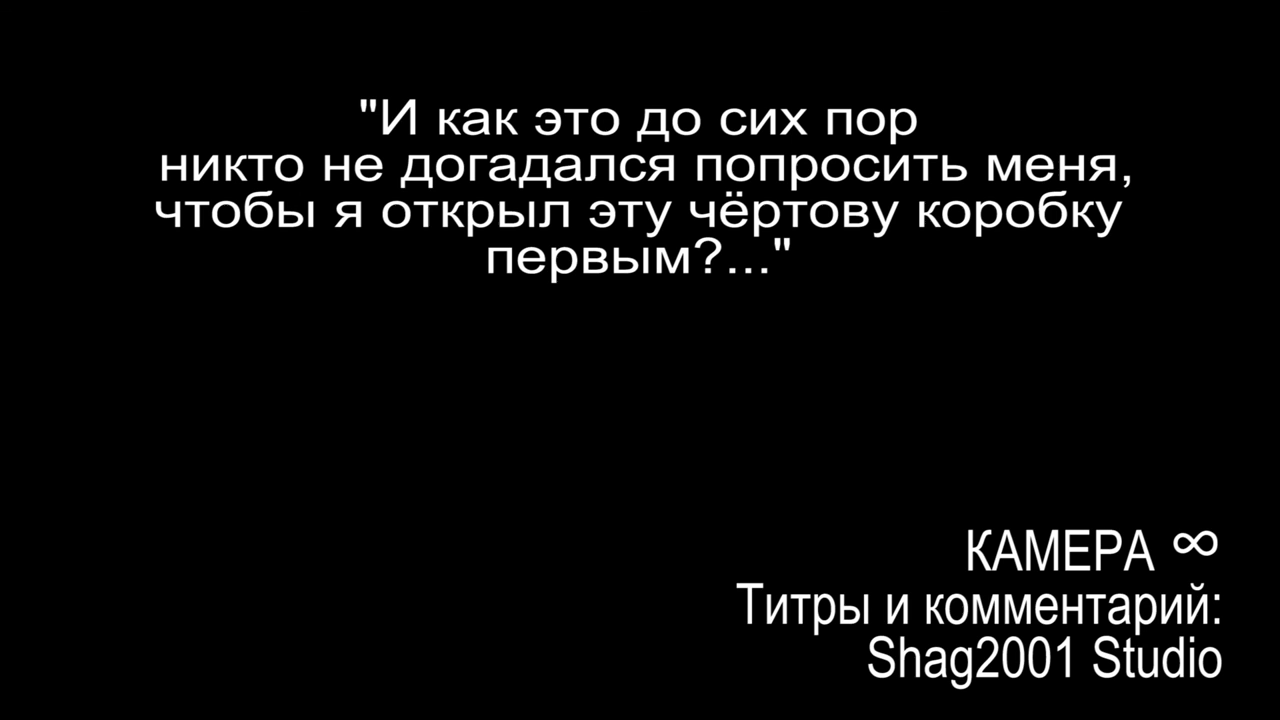 "И как это до сих пор
никто не догадался попросить меня,
чтобы я открыл эту чёртову коробку
первым?..."
КАМЕРА ∞
Титры и комментарий:
Shag2001 Studio